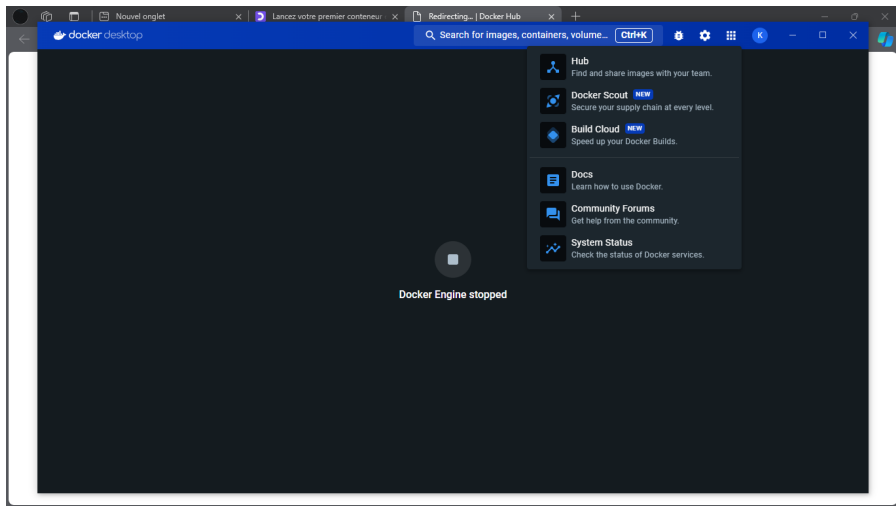 Nouvel onglet
Lancez votre premier conteneur
Redirecting... | Docker Hub
docker desktop
Search for images, containers, volume... Ctrl+K
K
Hub
Find and share images with your team.
Docker Scout NEW
Secure your supply chain at every level.
Build Cloud NEW
Speed up your Docker Builds.
Docs
Learn how to use Docker.
Community Forums
Get help from the community.
System Status
Check the status of Docker services.
Docker Engine stopped